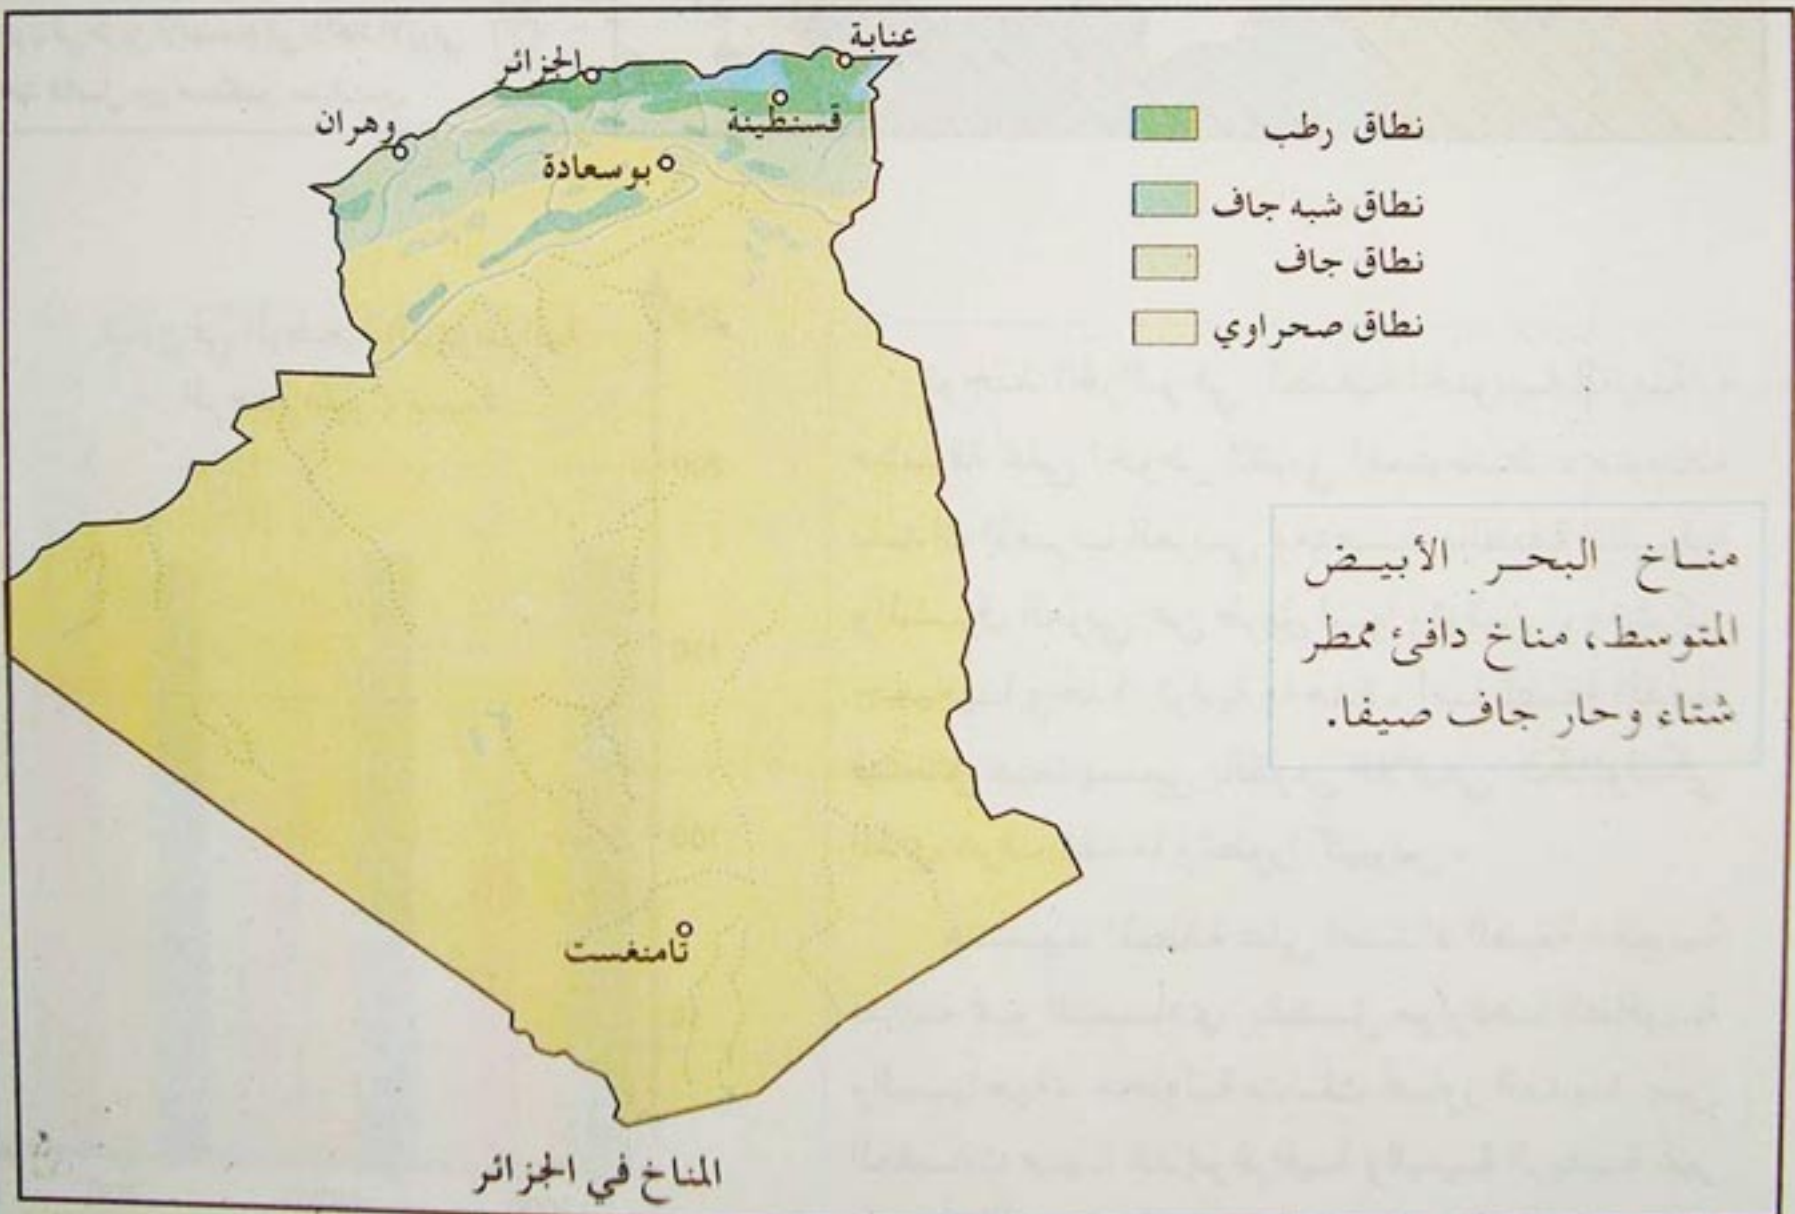 عنابة
الجزائر
قسنطينة
وهران
بوسعادة
تامنغست
نطاق رطب
نطاق شبه جاف
نطاق جاف
نطاق صحراوي
مناخ البحر الأبيض
المتوسط، مناخ دافئ ممطر
شتاء وحار جاف صيفا.
المناخ في الجزائر